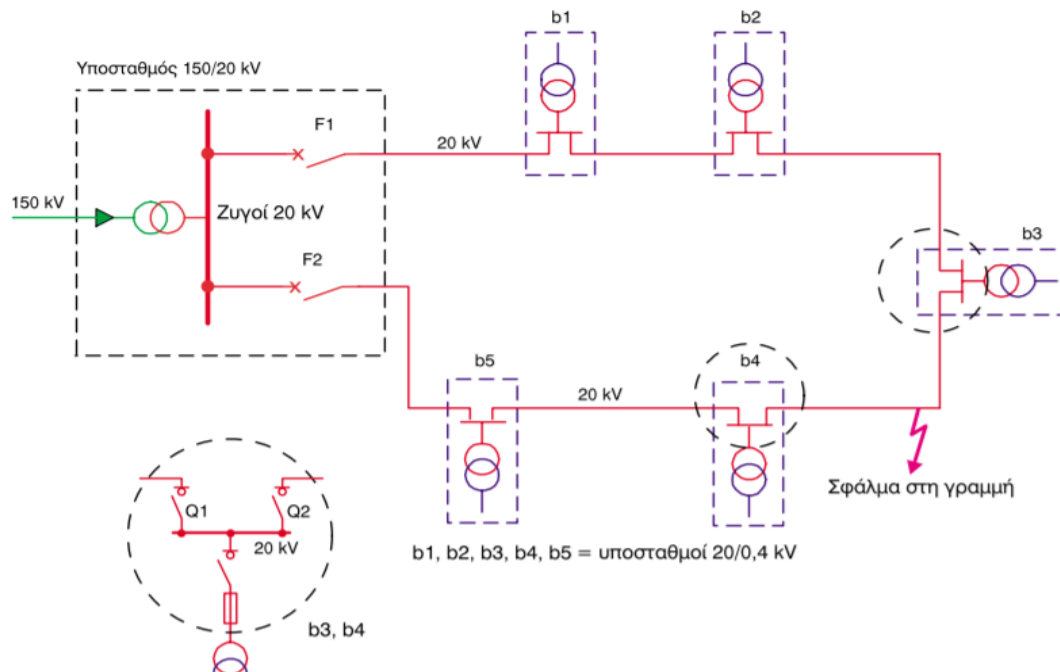 b1
b2
Υποσταθμός 150/20 kV
F1
20 kV
150 kV
Ζυγοί 20 kV
b3
F2
b5
b4
20 kV
Σφάλμα στη γραμμή
Q1
Q2
20 kV
b1, b2, b3, b4, b5 = υποσταθμοί 20/0,4 kV
b3, b4